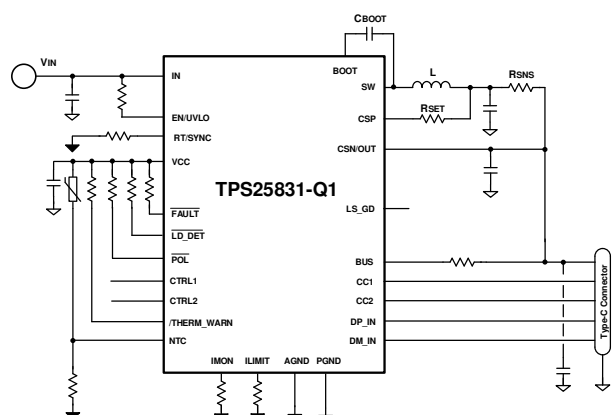 CBOOT
VIN
IN
BOOT
SW
L
RSNS
EN/UVLO
CSP
RSET
RT/SYNC
CSN/OUT
VCC
TPS25831-Q1
FAULT
LS_GD
LD_DET
POL
BUS
CTRL1
CC1
CTRL2
CC2
/THERM_WARN
DP_IN
NTC
DM_IN
Type-C Connector
IMON
ILIMIT
AGND
PGND